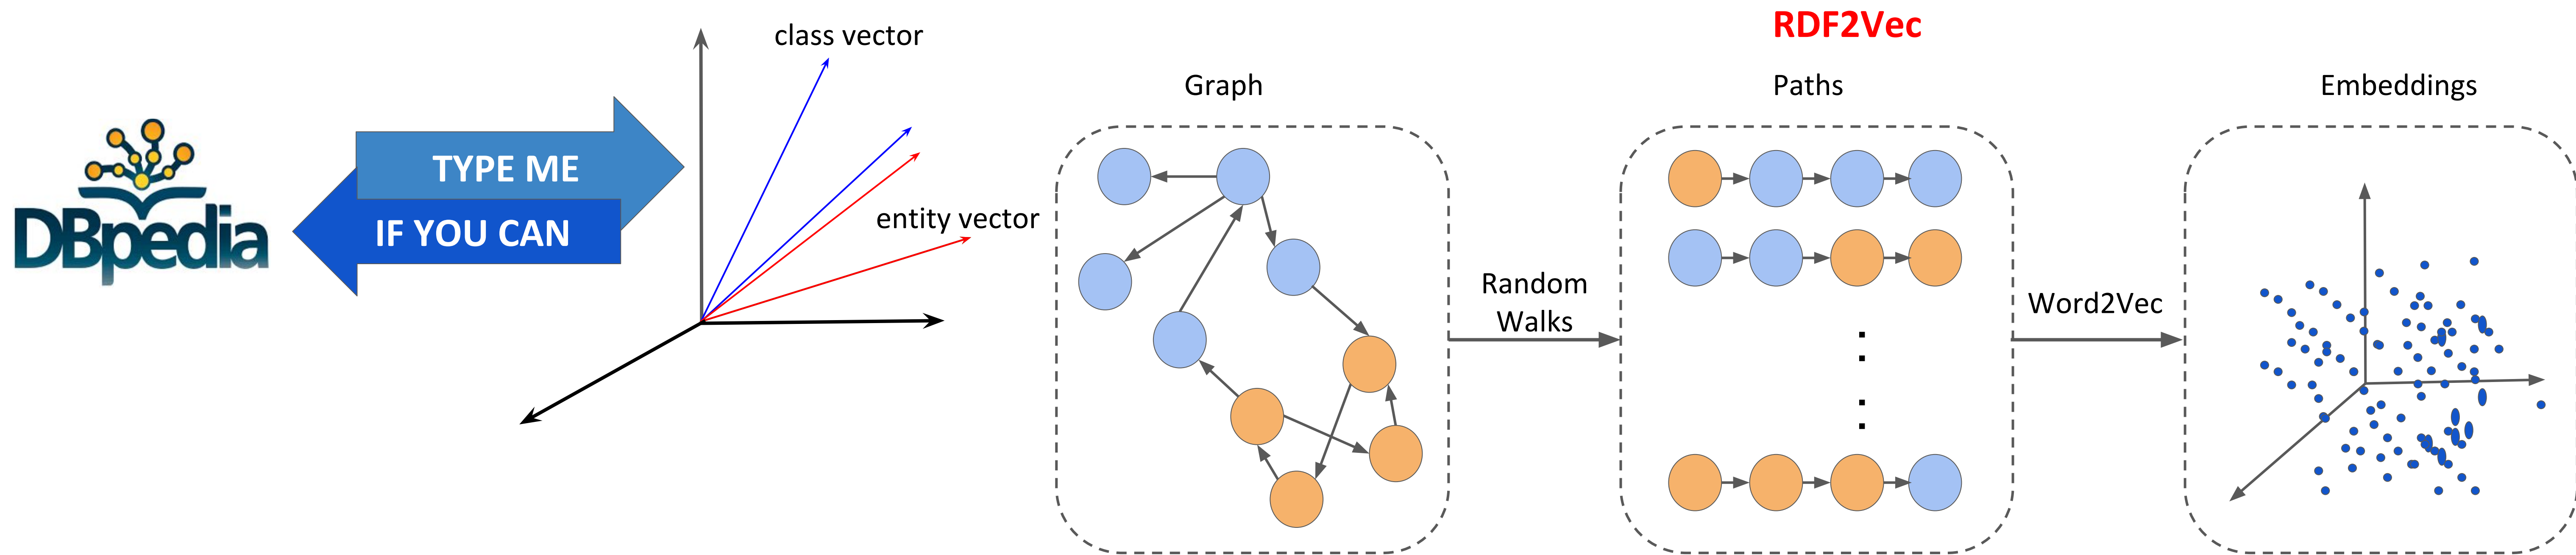 DBpedia
TYPE ME
IF YOU CAN
class vector
entity vector
RDF2Vec
Graph
Random
Walks
Paths
Word2Vec
Embeddings